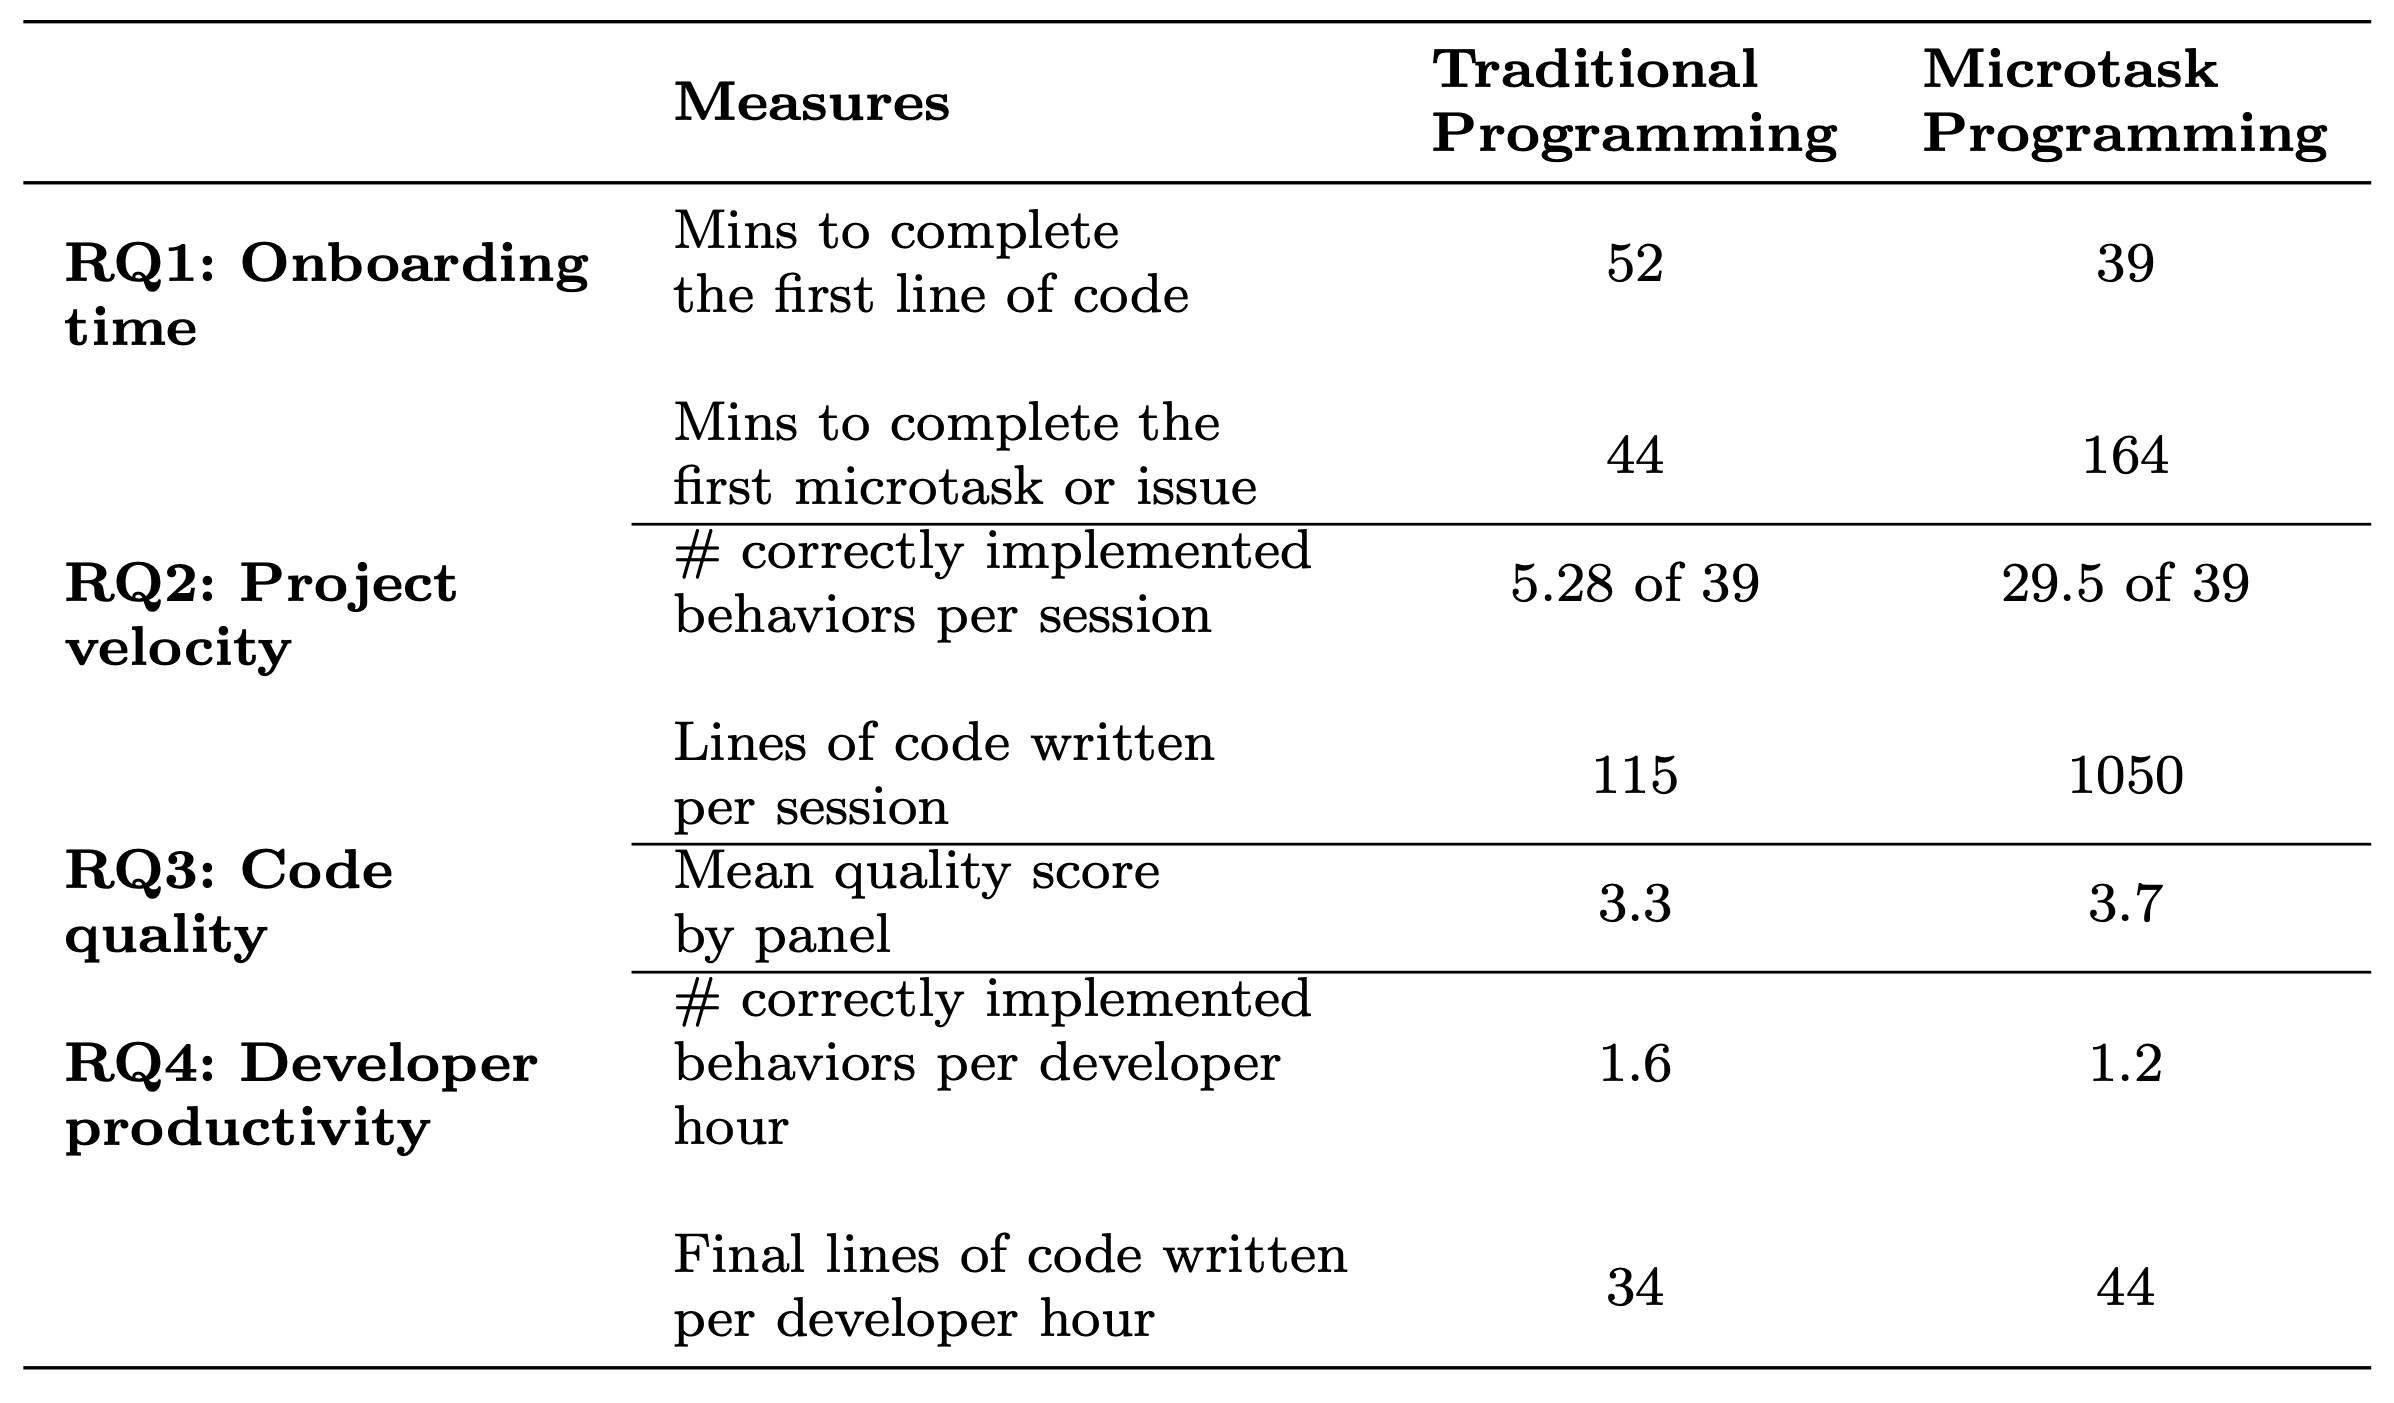 Measures
Traditional Programming
Microtask Programming
RQ1: Onboarding time
Mins to complete
the first line of code
52
39
Mins to complete the
first microtask or issue
44
164
RQ2: Project
velocity
# correctly implemented
behaviors per session
5.28 of 39
29.5 of 39
Lines of code written
per session
115
1050
RQ3: Code
quality
Mean quality score
by panel
3.3
3.7
RQ4: Developer
productivity
# correctly implemented
behaviors per developer
hour
1.6
1.2
Final lines of code written
per developer hour
34
44